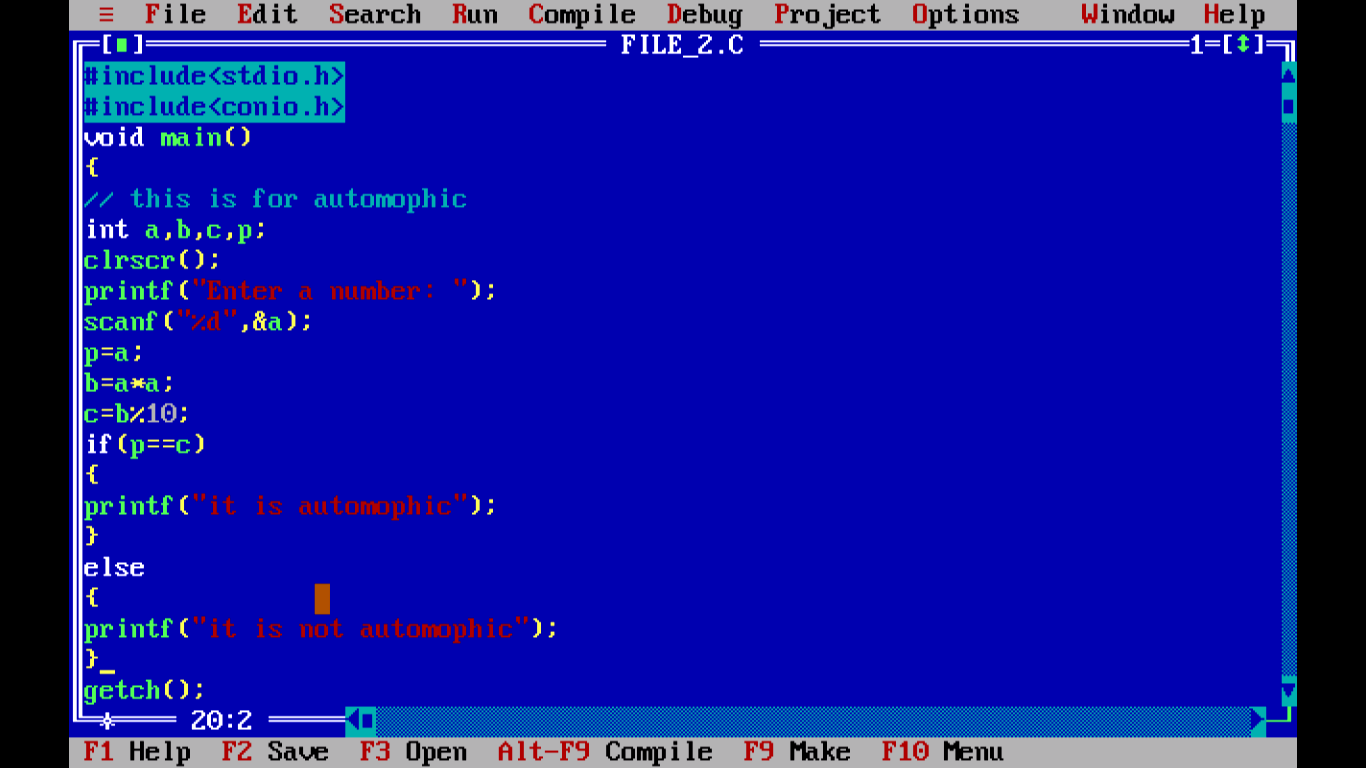 ≡ File Edit Search Run Compile Debug Project Options Window Help
[■] FILE_2.C 1=[↕]
#include<stdio.h>
#include<conio.h>
void main()
{
// this is for automophic
int a,b,c,p;
clrscr();
printf("Enter a number: ");
scanf("%d",&a);
p=a;
b=a*a;
c=b%10;
if(p==c)
{
printf("it is automophic");
}
else
{
printf("it is not automophic");
}
getch();
20:2
F1 Help F2 Save F3 Open Alt-F9 Compile F9 Make F10 Menu